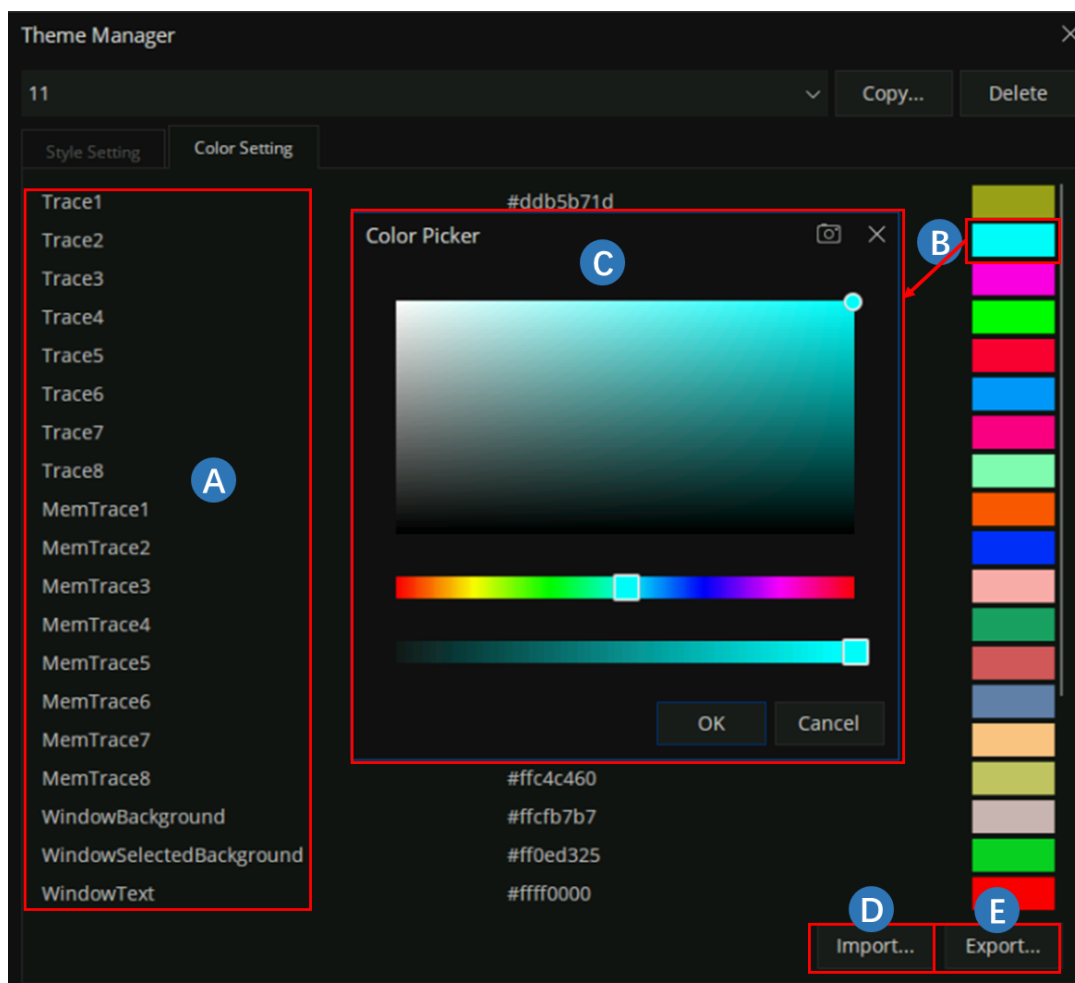 Theme Manager
11 Copy... Delete
Style Setting Color Setting
Trace1 #ddb5b71d
Trace2 Color Picker B
Trace3 C
Trace4
Trace5
Trace6
Trace7
Trace8 A
MemTrace1
MemTrace2
MemTrace3
MemTrace4
MemTrace5
MemTrace6
OK Cancel
MemTrace7
MemTrace8 #ffc4c460
WindowBackground #ffcfb7b7
WindowSelectedBackground #ff0ed325
WindowText #ffff0000
D E
Import... Export...